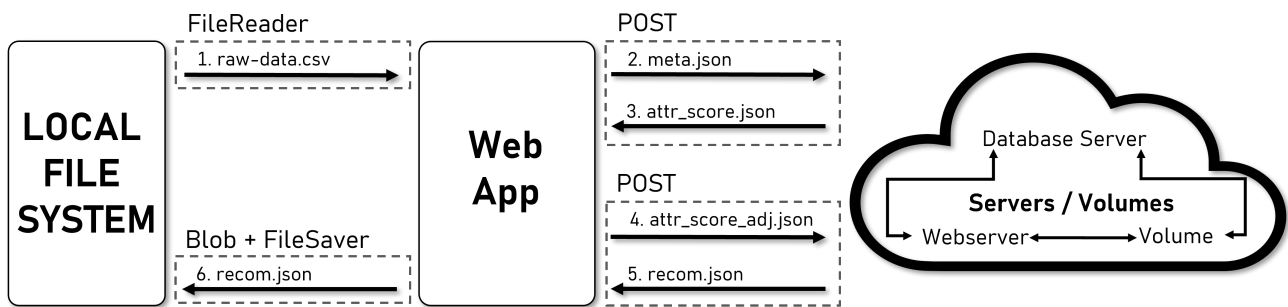 FileReader
1. raw-data.csv
LOCAL
FILE
SYSTEM
Blob + FileSaver
6. recom.json
Web
App
POST
2. meta.json
3. attr_score.json
POST
4. attr_score_adj.json
5. recom.json
Database Server
Servers / Volumes
Webserver
Volume